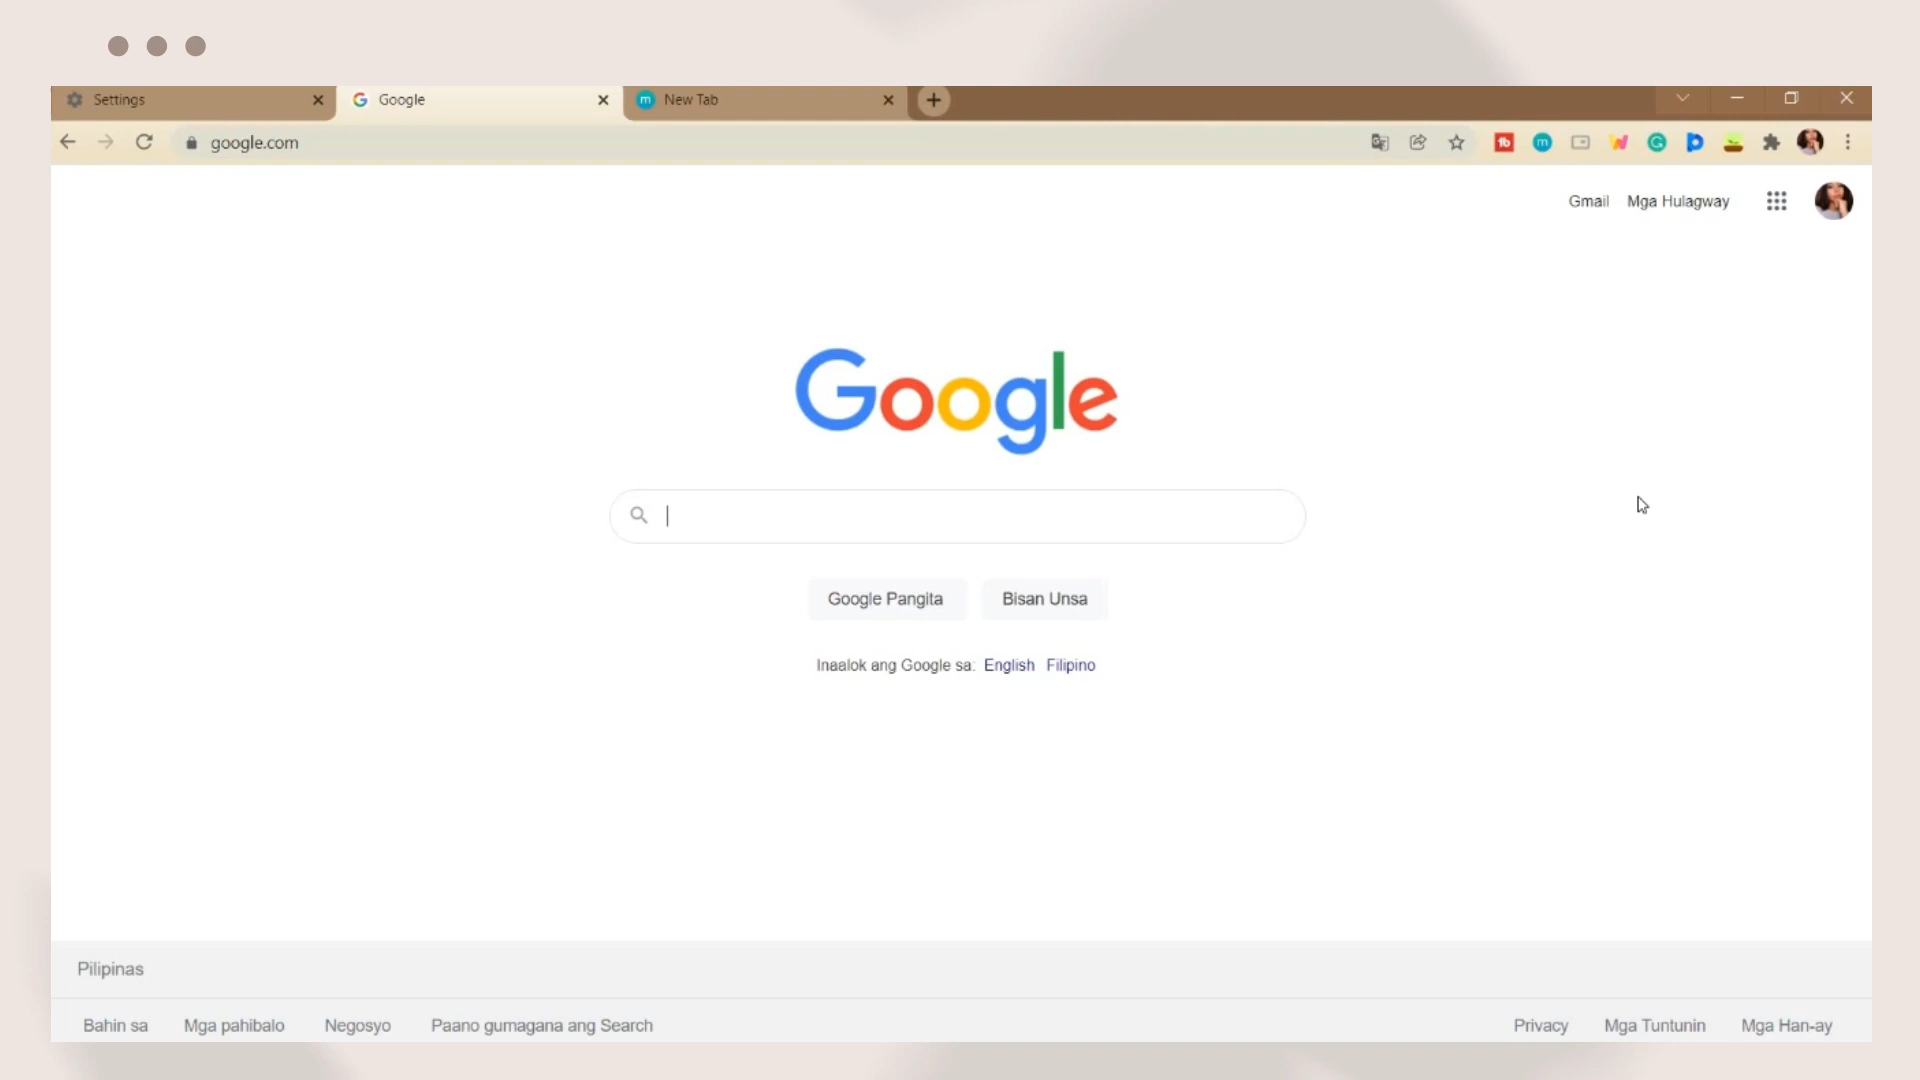 Settings
Google
New Tab
google.com
Gmail
Mga Hulagway
Google
Google Pangita
Bisan Unsa
Inaalok ang Google sa: English Filipino
Pilipinas
Bahin sa
Mga pahibalo
Negosyo
Paano gumagana ang Search
Privacy
Mga Tuntunin
Mga Han-ay